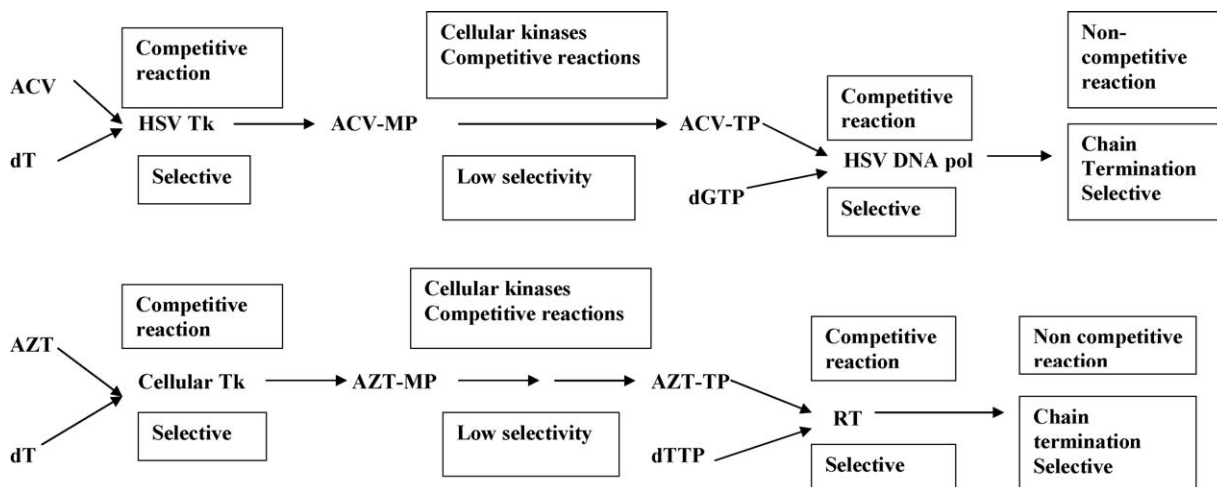 Competitive
reaction
Cellular kinases
Competitive reactions
Non-
competitive
reaction
ACV
Competitive
reaction
HSV Tk
ACV-MP
ACV-TP
dT
Selective
Low selectivity
HSV DNA pol
Chain
Termination
Selective
dGTP
Selective
Competitive
reaction
Cellular kinases
Competitive reactions
Competitive
reaction
Non competitive
reaction
AZT
Cellular Tk
AZT-MP
AZT-TP
dT
Selective
Low selectivity
RT
Chain
termination
Selective
dTTP
Selective